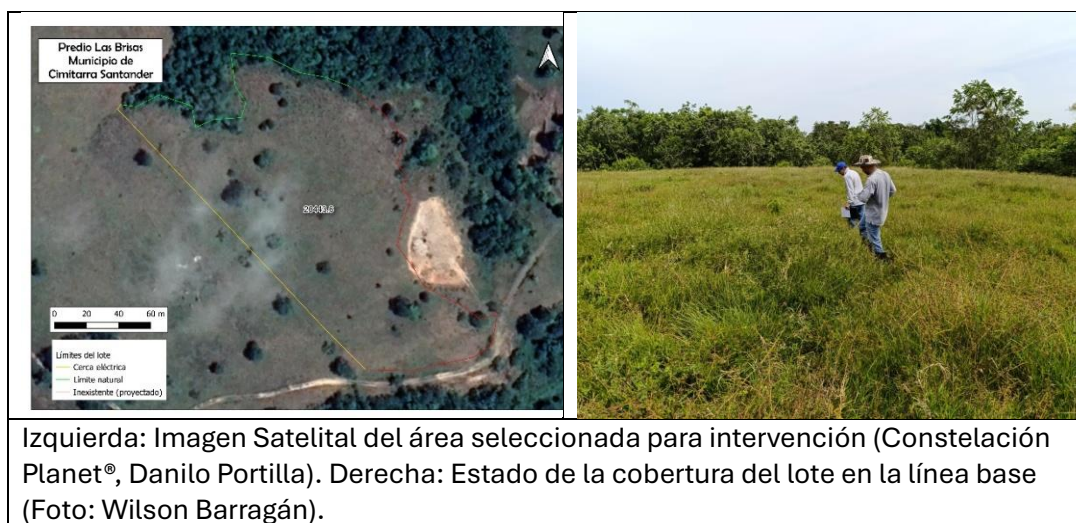 Predio Las Brisas
Municipio de
Cimitarra Santander
20443.6
0 20 40 60 m
Límites del lote
Cerca eléctrica
Límite natural
Inexistente (proyectado)
Izquierda: Imagen Satelital del área seleccionada para intervención (Constelación
Planet®, Danilo Portilla). Derecha: Estado de la cobertura del lote en la línea base
(Foto: Wilson Barragán).